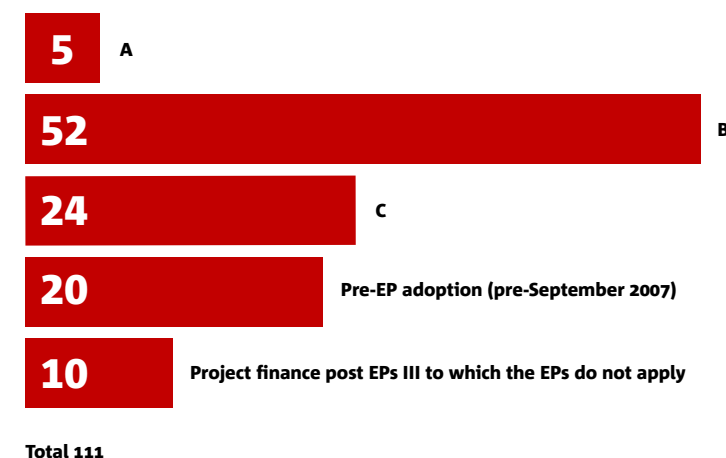 5 A
52 B
24 C
20 Pre-EP adoption (pre-September 2007)
10 Project finance post EPs III to which the EPs do not apply
Total 111